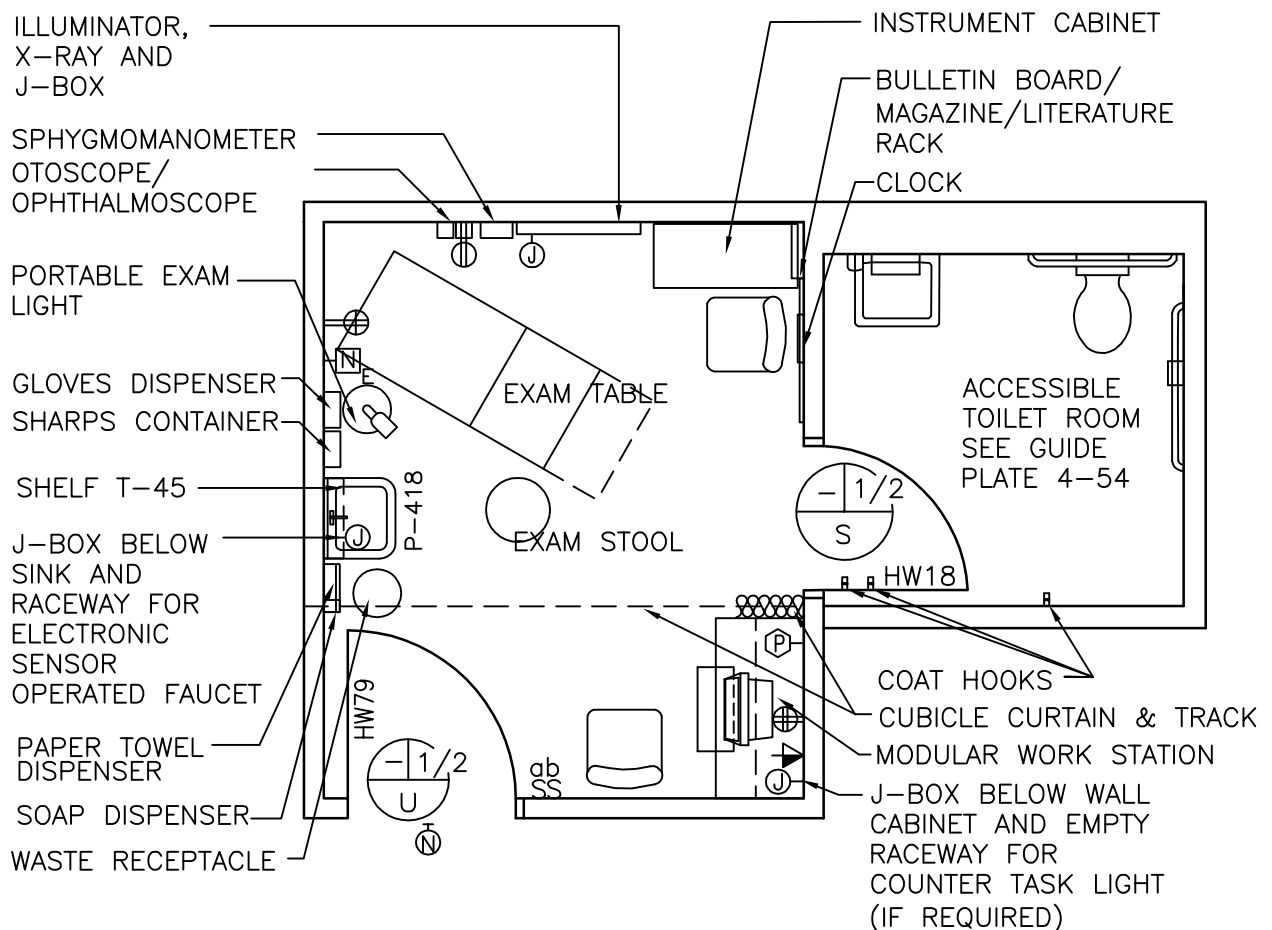 ILLUMINATOR,
X-RAY AND
J-BOX
SPHYGMOMANOMETER
OTOSCOPE/
OPHTHALMOSCOPE
PORTABLE EXAM
LIGHT
GLOVES DISPENSER
SHARPS CONTAINER
SHELF T-45
J-BOX BELOW
SINK AND
RACEWAY FOR
ELECTRONIC
SENSOR
OPERATED FAUCET
PAPER TOWEL
DISPENSER
SOAP DISPENSER
WASTE RECEPTACLE
INSTRUMENT CABINET
BULLETIN BOARD/
MAGAZINE/LITERATURE
RACK
CLOCK
J
N
E
EXAM TABLE
P-418
J
EXAM STOOL
ACCESSIBLE
TOILET ROOM
SEE GUIDE
PLATE 4-54
- 1/2
S
HW18
P
J
HW79
- 1/2
U
N
ab
SS
COAT HOOKS
CUBICLE CURTAIN & TRACK
MODULAR WORK STATION
J-BOX BELOW WALL
CABINET AND EMPTY
RACEWAY FOR
COUNTER TASK LIGHT
(IF REQUIRED)